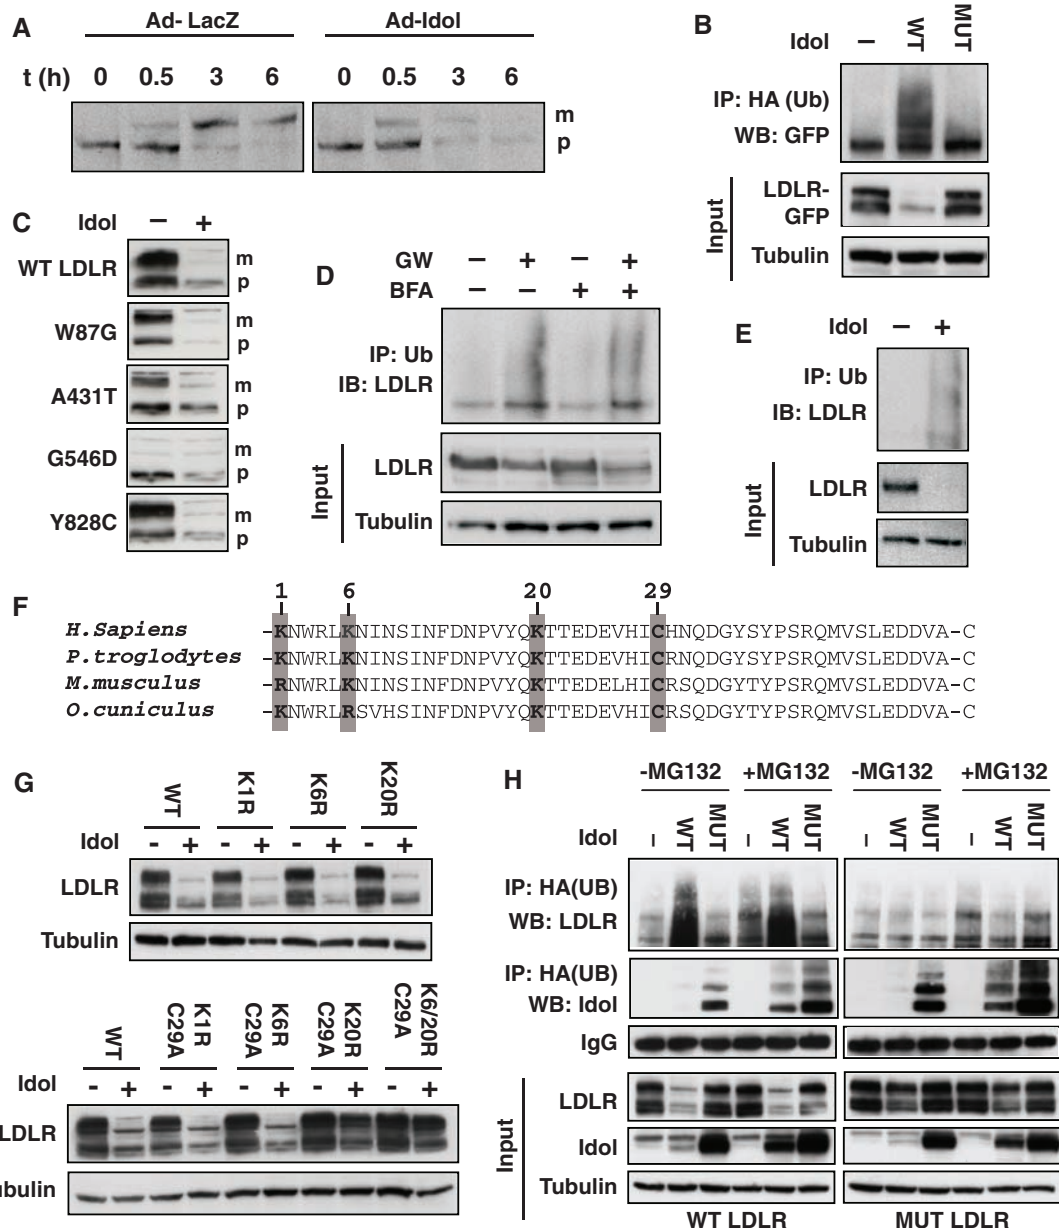 A
Ad- LacZ
Ad-Idol
t (h) 0 0.5 3 6 0 0.5 3 6
m
p
B
Idol – WT MUT
IP: HA (Ub)
WB: GFP
Input
LDLR-
GFP
Tubulin
C
Idol – +
WT LDLR m
p
W87G m
p
A431T m
p
G546D m
p
Y828C m
p
D
GW – + – +
BFA – – + +
IP: Ub
IB: LDLR
Input
LDLR
Tubulin
E
Idol – +
IP: Ub
IB: LDLR
Input
LDLR
Tubulin
F
1 6 20 29
H.Sapiens -KNWRLKNINSINFDNPVYQKTTEDEVHICHNQDGYSYPSRQMVSLEDDVA-C
P.troglodytes -KNWRLKNINSINFDNPVYQKTTEDEVHICRNQDGYSYPSRQMVSLEDDVA-C
M.musculus -RNWRLKNINSINFDNPVYQKTTEDELHICRSQDGYTYPSRQMVSLEDDVA-C
O.cuniculus -KNWRLRSVHSINFDNPVYQKTTEDEVHICRSQDGYTYPSRQMVSLEDDVA-C
G
WT K1R K6R K20R
Idol - + - + - + - +
LDLR
Tubulin
WT K1R C29A K6R C29A K20R C29A K6/20R C29A
Idol - + - + - + - + - +
LDLR
ubulin
H
-MG132 +MG132 -MG132 +MG132
Idol – WT MUT – WT MUT – WT MUT – WT MUT
IP: HA(UB)
WB: LDLR
IP: HA(UB)
WB: Idol
IgG
Input
LDLR
Idol
Tubulin
WT LDLR MUT LDLR